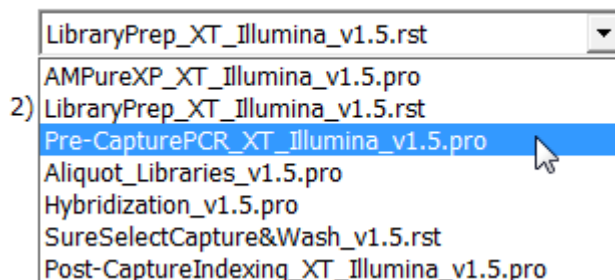 LibraryPrep_XT_Illumina_v1.5.rst
AMPureXP_XT_Illumina_v1.5.pro
2) LibraryPrep_XT_Illumina_v1.5.rst
Pre-CapturePCR_XT_Illumina_v1.5.pro
Aliquot_Libraries_v1.5.pro
Hybridization_v1.5.pro
SureSelectCapture&Wash_v1.5.rst
Post-CaptureIndexing_XT_Illumina_v1.5.pro